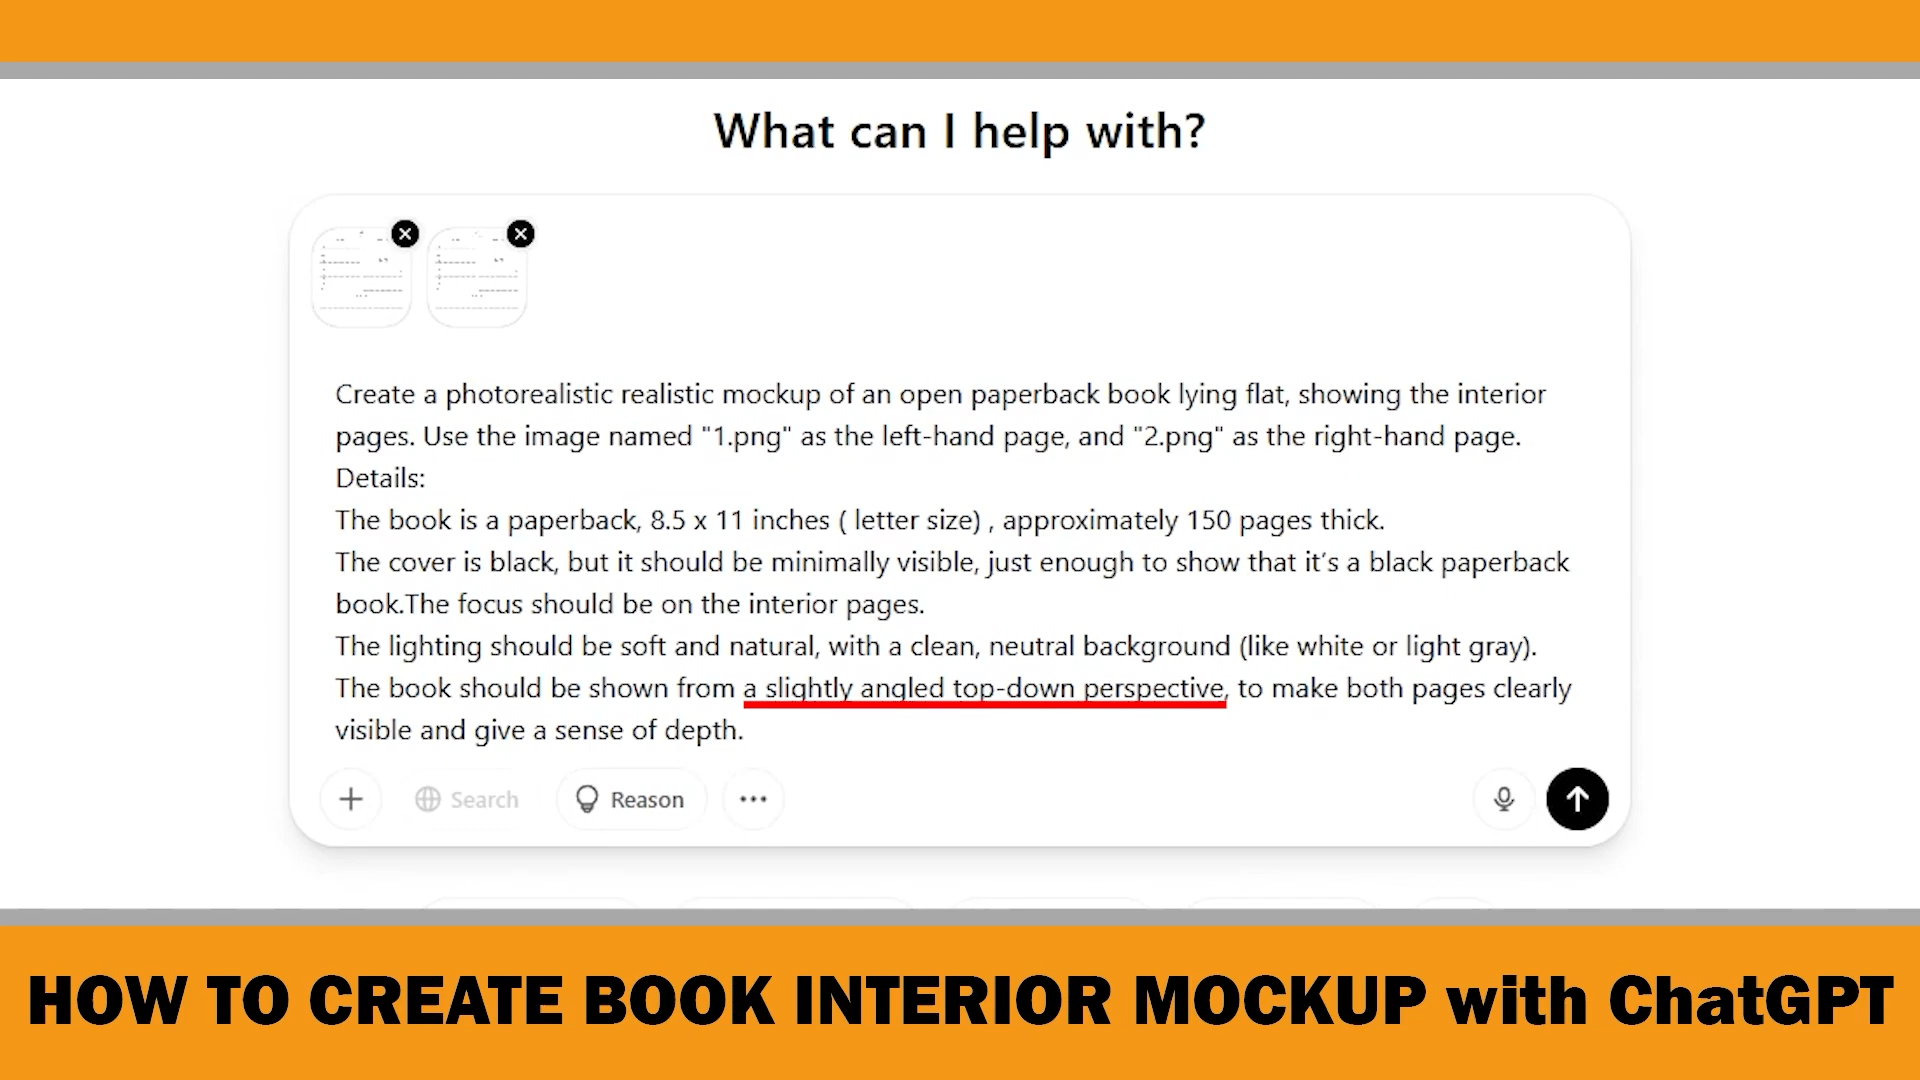 What can I help with?
Create a photorealistic realistic mockup of an open paperback book lying flat, showing the interior
pages. Use the image named "1.png" as the left-hand page, and "2.png" as the right-hand page.
Details:
The book is a paperback, 8.5 x 11 inches ( letter size) , approximately 150 pages thick.
The cover is black, but it should be minimally visible, just enough to show that it’s a black paperback
book.The focus should be on the interior pages.
The lighting should be soft and natural, with a clean, neutral background (like white or light gray).
The book should be shown from a slightly angled top-down perspective, to make both pages clearly
visible and give a sense of depth.
Search Reason
HOW TO CREATE BOOK INTERIOR MOCKUP with ChatGPT